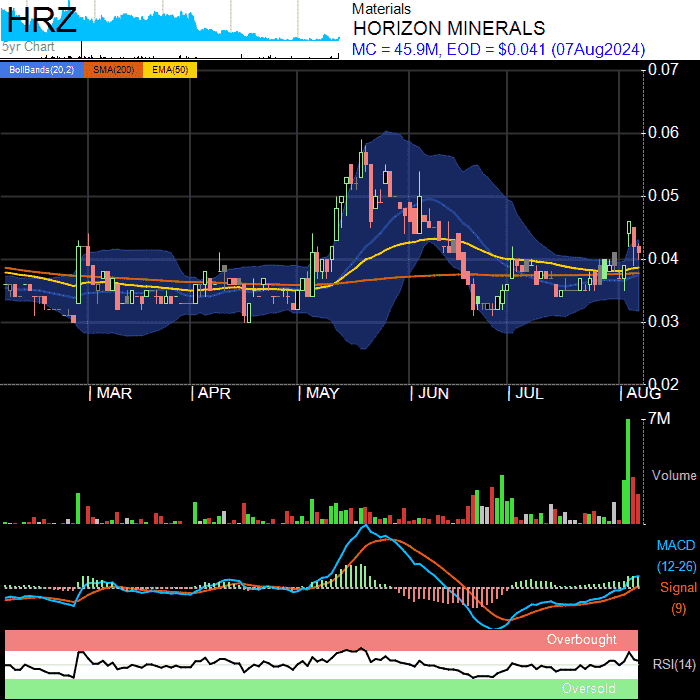 HRZ
5yr Chart
Materials
HORIZON MINERALS
MC = 45.9M, EOD = $0.041 (07Aug2024)
BollBands(20,2) SMA(200) EMA(50)
0.07
0.06
0.05
0.04
0.03
0.02
MAR APR MAY JUN JUL AUG
7M
Volume
MACD
(12-26)
Signal
(9)
Overbought
RSI(14)
Oversold